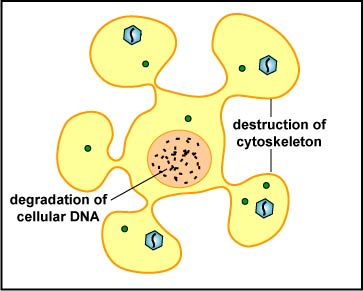 destruction of
cytoskeleton
degradation of
cellular DNA